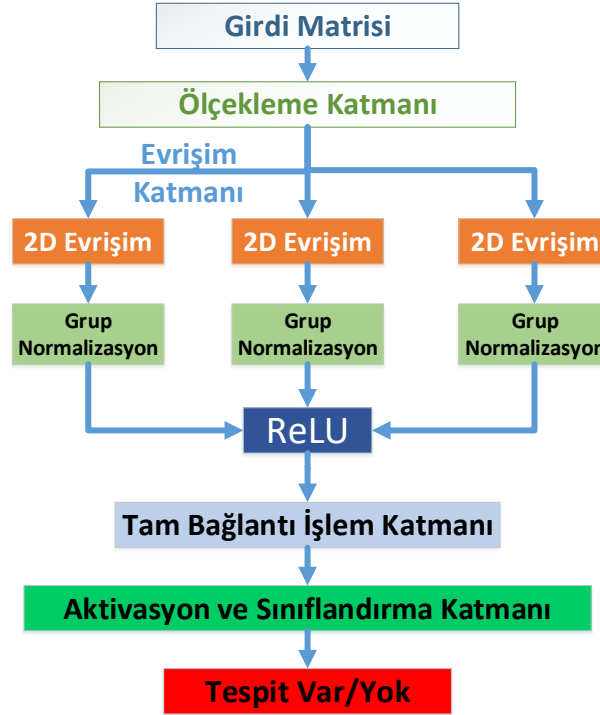 Girdi Matrisi
Ölçekleme Katmanı
Evrişim
Katmanı
2D Evrişim
2D Evrişim
2D Evrişim
Grup
Normalizasyon
Grup
Normalizasyon
Grup
Normalizasyon
ReLU
Tam Bağlantı İşlem Katmanı
Aktivasyon ve Sınıflandırma Katmanı
Tespit Var/Yok